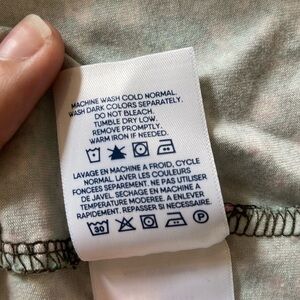 MACHINE WASH COLD NORMAL.
WASH DARK COLORS SEPARATELY.
DO NOT BLEACH.
TUMBLE DRY LOW.
REMOVE PROMPTLY.
WARM IRON IF NEEDED.
LAVAGE EN MACHINE A FROID, CYCLE
NORMAL. LAVER LES COULEURS
FONCEES SEPAREMENT. NE PAS UTILISER
DE JAVEL. SECHAGE EN MACHINE A
TEMPERATURE MODEREE. A ENLEVER
RAPIDEMENT. REPASSER SI NECESSAIRE.
30 P